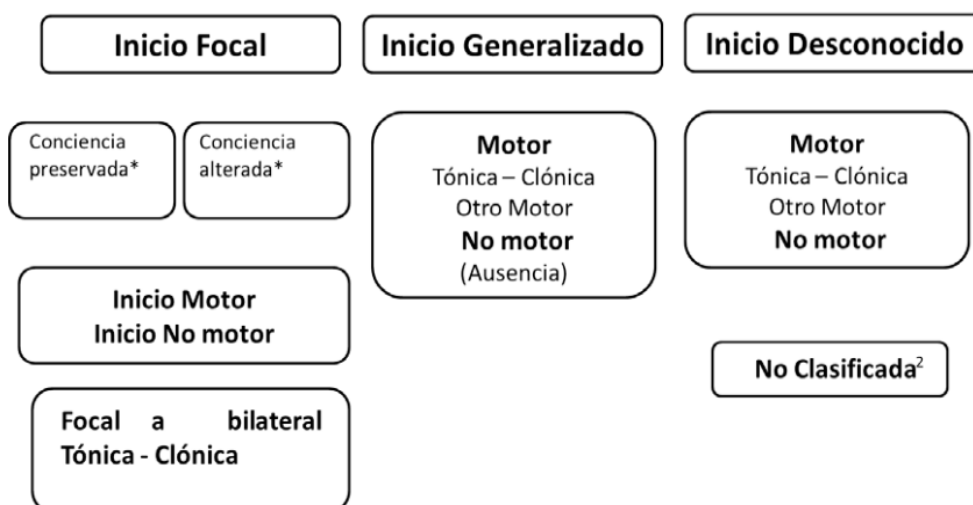 Inicio Focal
Inicio Generalizado
Inicio Desconocido
Conciencia
preservada*
Conciencia
alterada*
Inicio Motor
Inicio No motor
Focal a bilateral
Tónica - Clónica
Motor
Tónica – Clónica
Otro Motor
No motor
(Ausencia)
Motor
Tónica – Clónica
Otro Motor
No motor
No Clasificada²